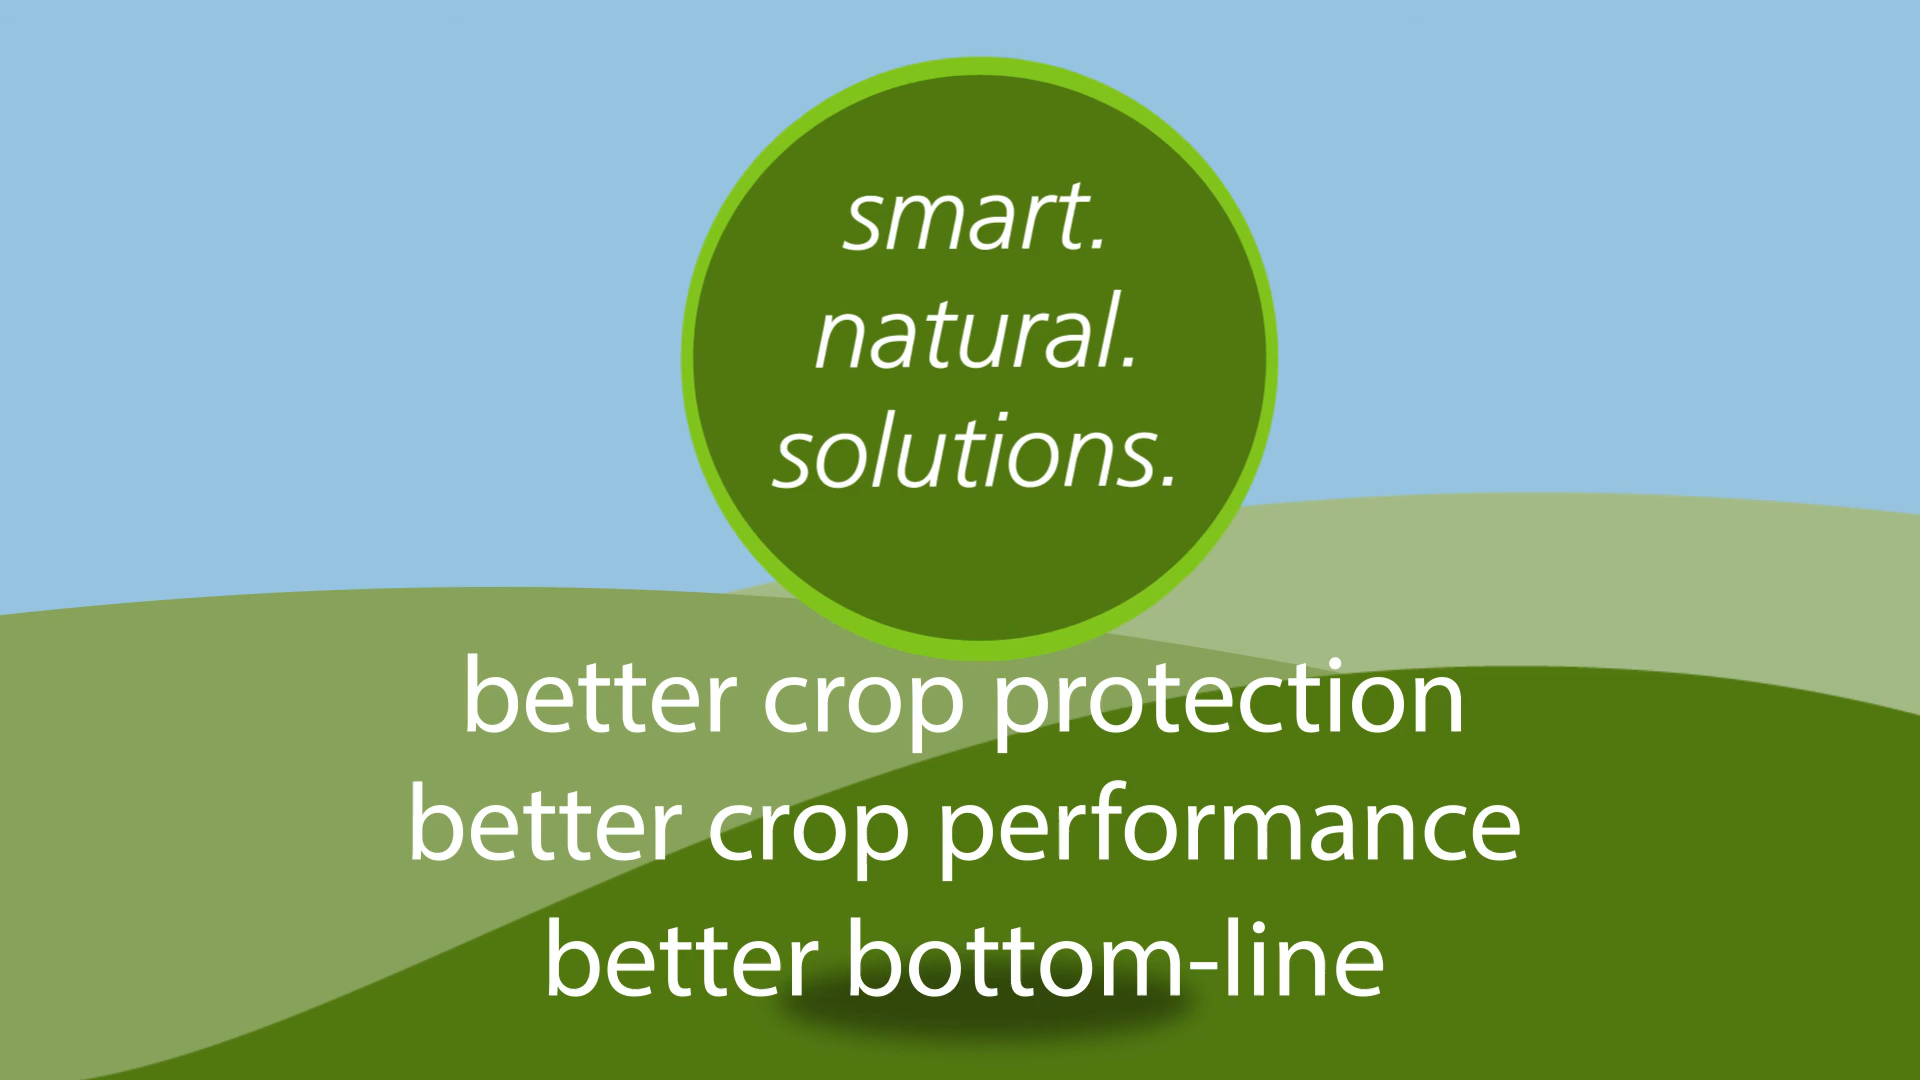 smart.
natural.
solutions.
better crop protection
better crop performance
better bottom-line